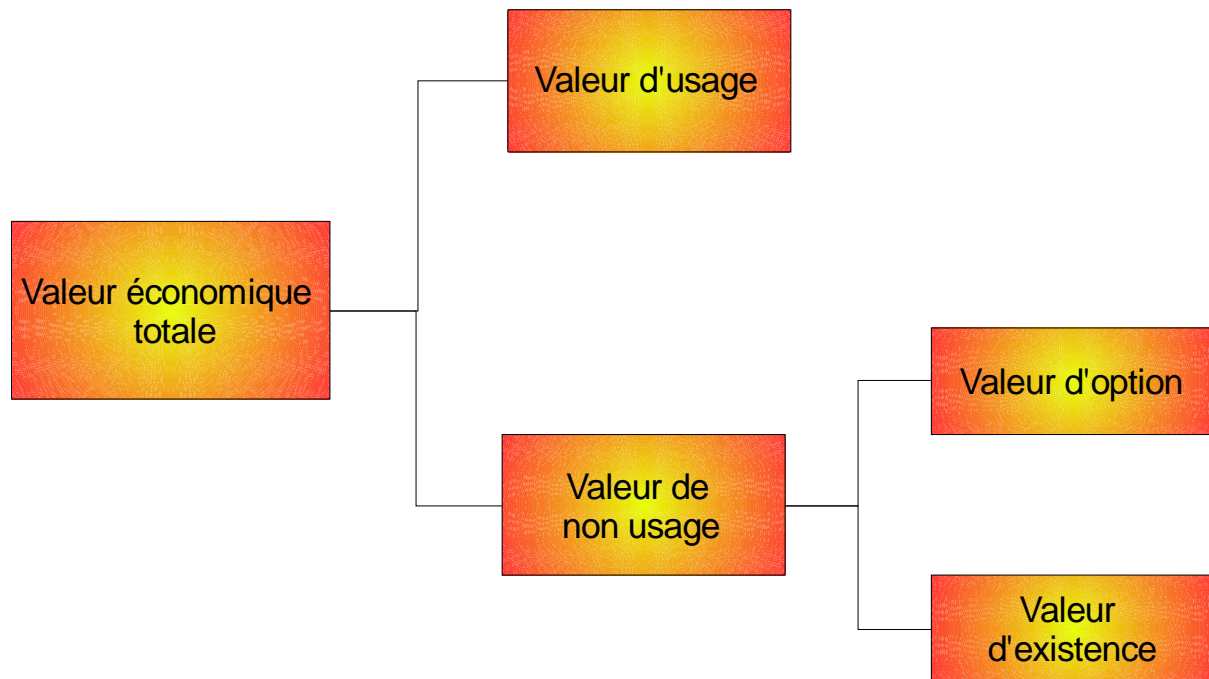 Valeur d'usage
Valeur économique
totale
Valeur d'option
Valeur de
non usage
Valeur
d'existence